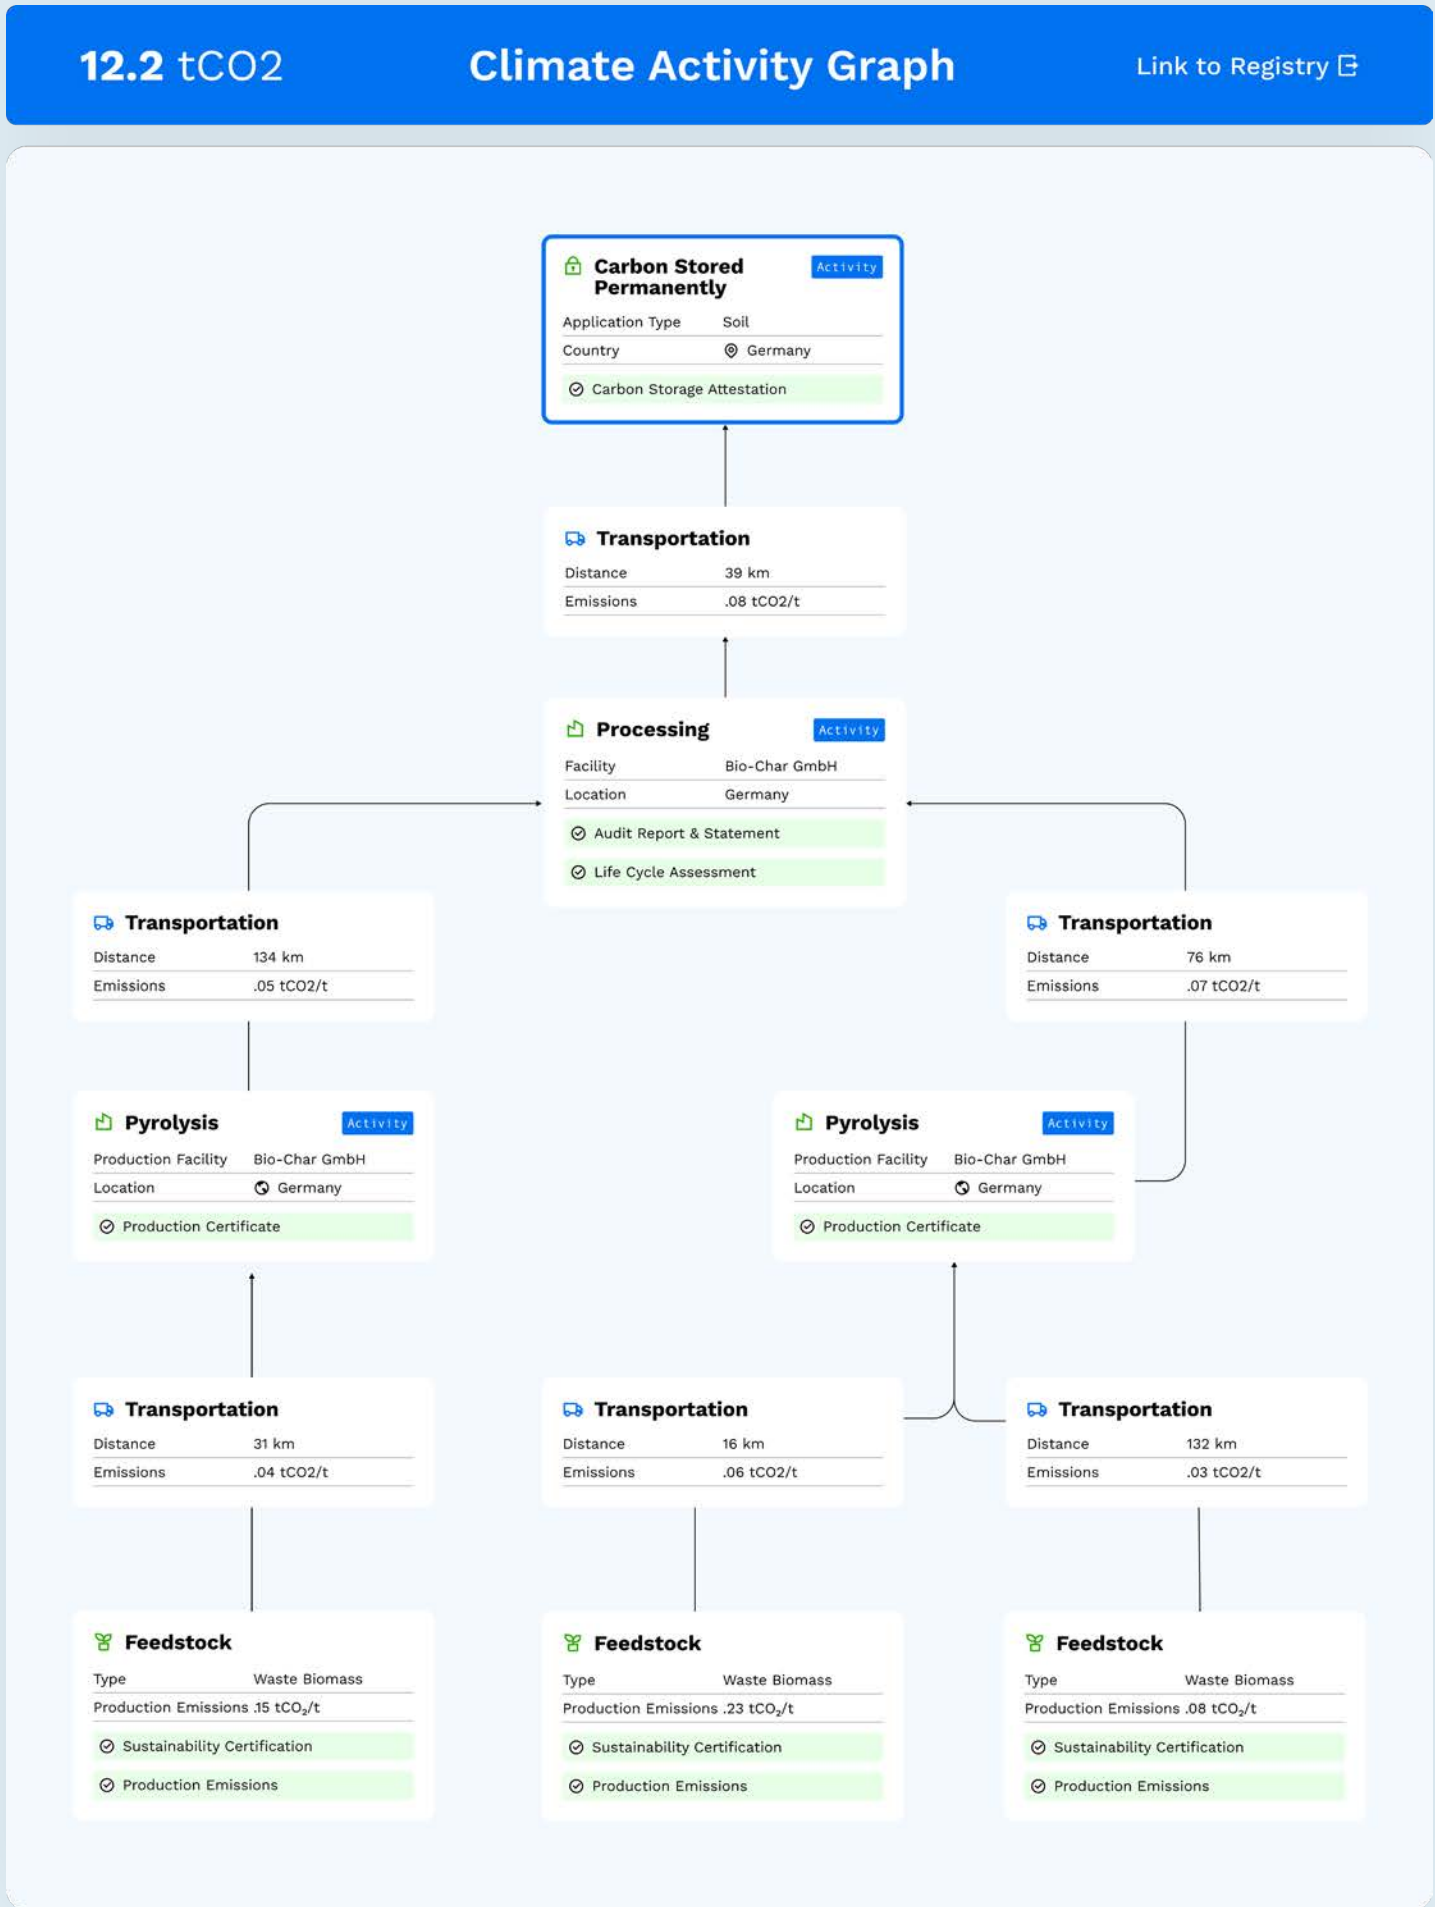 12.2 tCO2
Climate Activity Graph
Link to Registry
Carbon Stored
Permanently
Activity
Application Type Soil
Country Germany
Carbon Storage Attestation
Transportation
Distance 39 km
Emissions .08 tCO2/t
Processing
Activity
Facility Bio-Char GmbH
Location Germany
Audit Report & Statement
Life Cycle Assessment
Transportation
Distance 134 km
Emissions .05 tCO2/t
Transportation
Distance 76 km
Emissions .07 tCO2/t
Pyrolysis
Activity
Production Facility Bio-Char GmbH
Location Germany
Production Certificate
Pyrolysis
Activity
Production Facility Bio-Char GmbH
Location Germany
Production Certificate
Transportation
Distance 31 km
Emissions .04 tCO2/t
Transportation
Distance 16 km
Emissions .06 tCO2/t
Transportation
Distance 132 km
Emissions .03 tCO2/t
Feedstock
Type Waste Biomass
Production Emissions .15 tCO₂/t
Sustainability Certification
Production Emissions
Feedstock
Type Waste Biomass
Production Emissions .23 tCO₂/t
Sustainability Certification
Production Emissions
Feedstock
Type Waste Biomass
Production Emissions .08 tCO₂/t
Sustainability Certification
Production Emissions